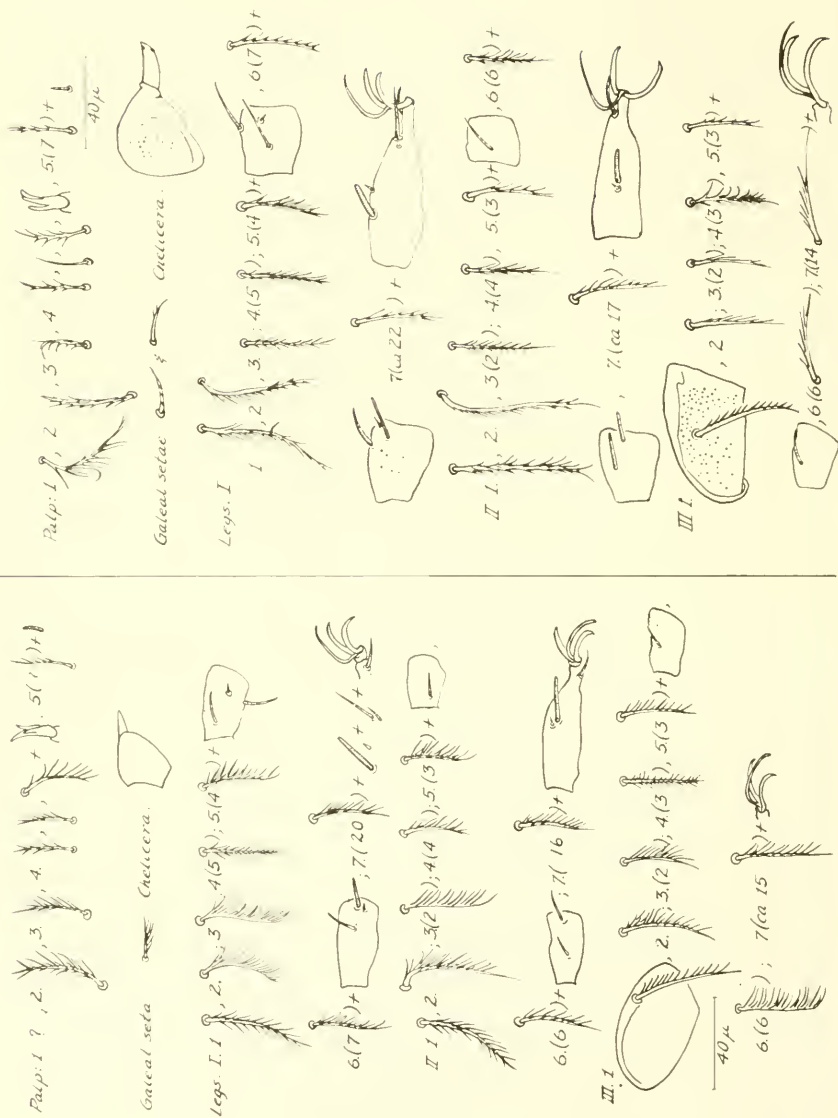 Palp: 1 ? , 2. , 3. , 4. , , + . 5( )+
Galeal seta Chelicera.
Legs. I. 1 , 2. ; 3 4(5 ); 5.(4 )+
6.(7 )+ ; 7.(20 )+ + +
II 1 , 2. ; 3(2 ); 4(4 ); 5.(3 )+ ,
6.(6 )+ ; 7.( 16 )+
III. 1 , 2. ; 3.(2 ); 4.(3 ), 5.(3 )+ ,
40 μ
6.(6 ); 7(ca 15 )+
Palp: 1 , 2. , 3 , 4 , , , 5.(7 )+
40 μ
Galeal setae & Chelicera.
Legs. I
1 , 2 , 3. ; 4.(5 ); 5.(4 )+ , 6(7 )+
7(ca 22 )+
II 1. , 2. , 3(2 ); 4.(4 ), 5.(3 )+ , 6(6 )+
, 7.(ca 17 )+
III 1. , 2 ; 3.(2 ); 4(3 ), 5.(3 )+
, 6(6 ); 7.(14 )+